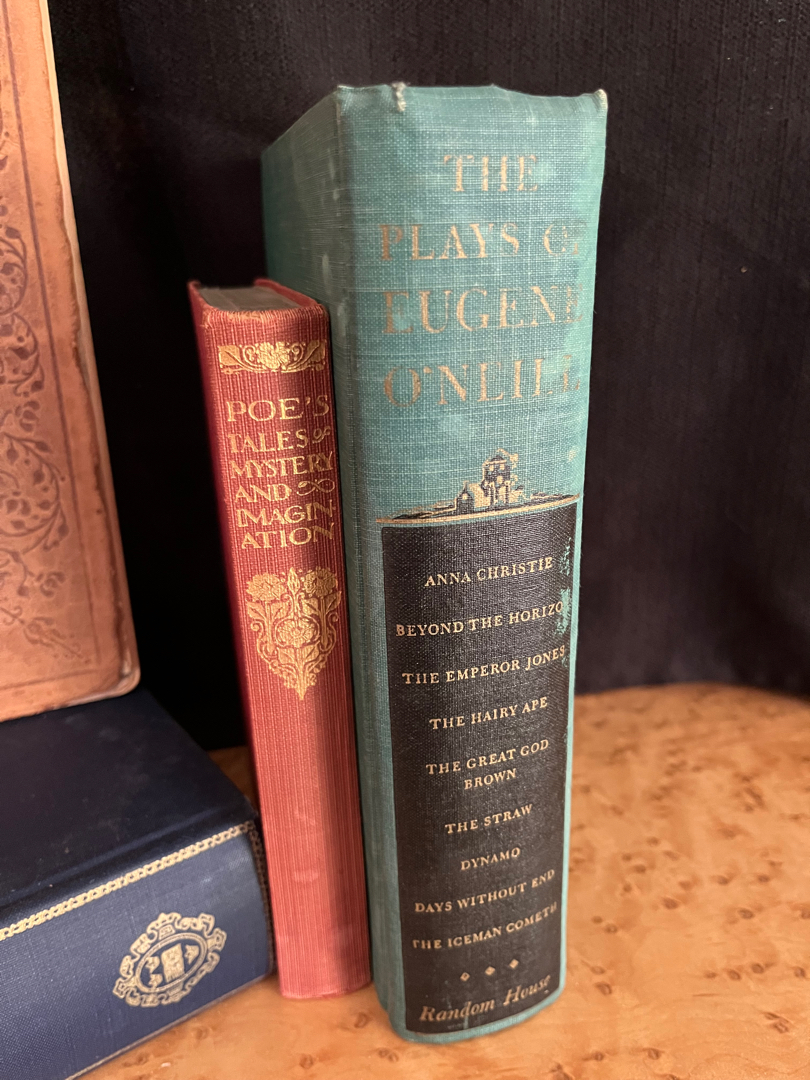 POE'S
TALES of
MYSTERY
AND
IMAGIN-
ATION
THE
PLAYS OF
EUGENE
O'NEILL
ANNA CHRISTIE
BEYOND THE HORIZO
THE EMPEROR JONES
THE HAIRY APE
THE GREAT GOD
BROWN
THE STRAW
DYNAMO
DAYS WITHOUT END
THE ICEMAN COMETH
Random House